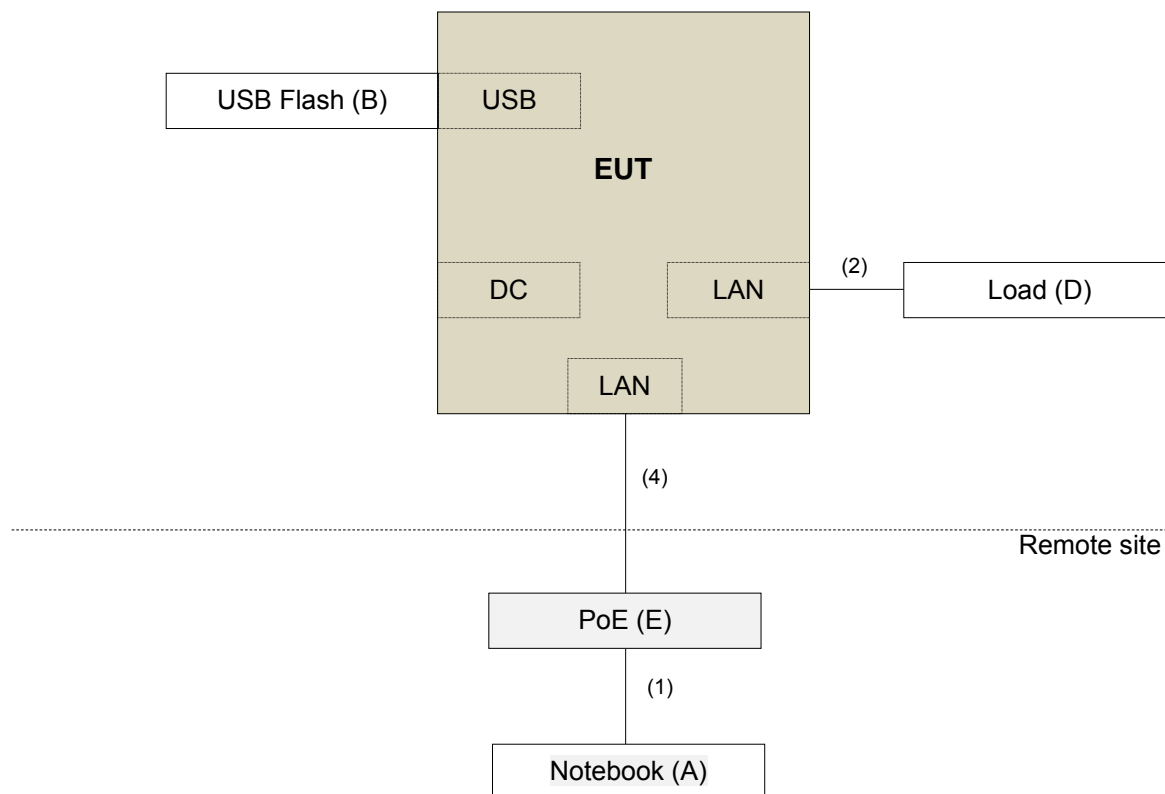 USB Flash (B)
USB
EUT
DC
LAN
(2)
Load (D)
LAN
(4)
Remote site
PoE (E)
(1)
Notebook (A)